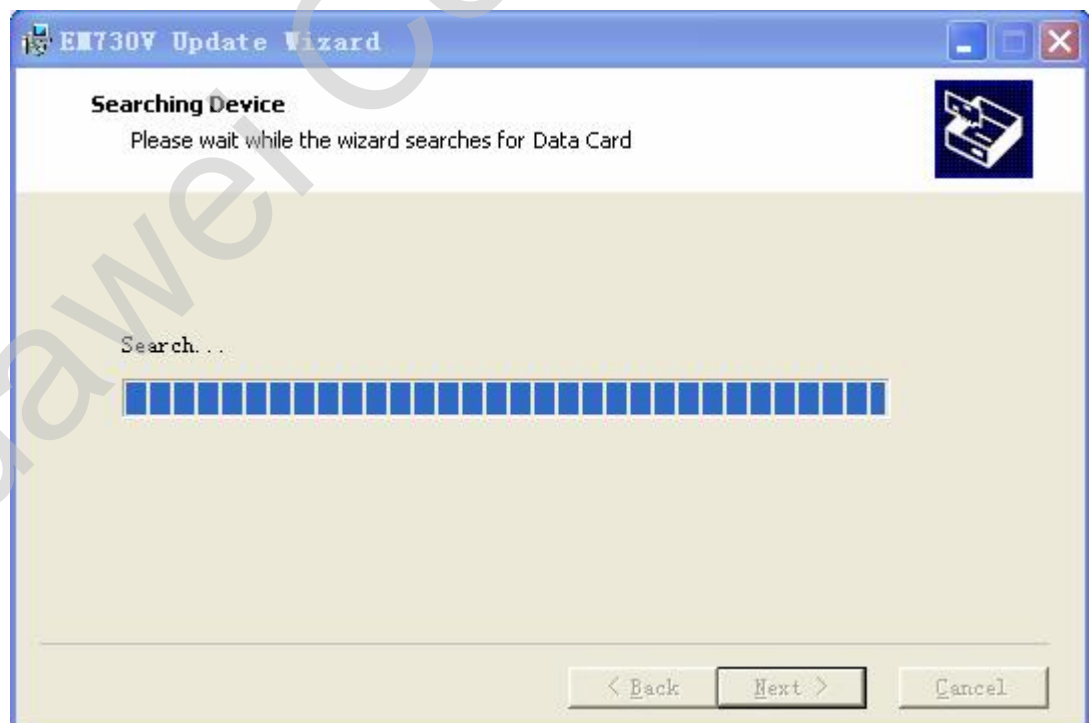 EM730V Update Wizard
Searching Device
Please wait while the wizard searches for Data Card
Search...
< Back
Next >
Cancel